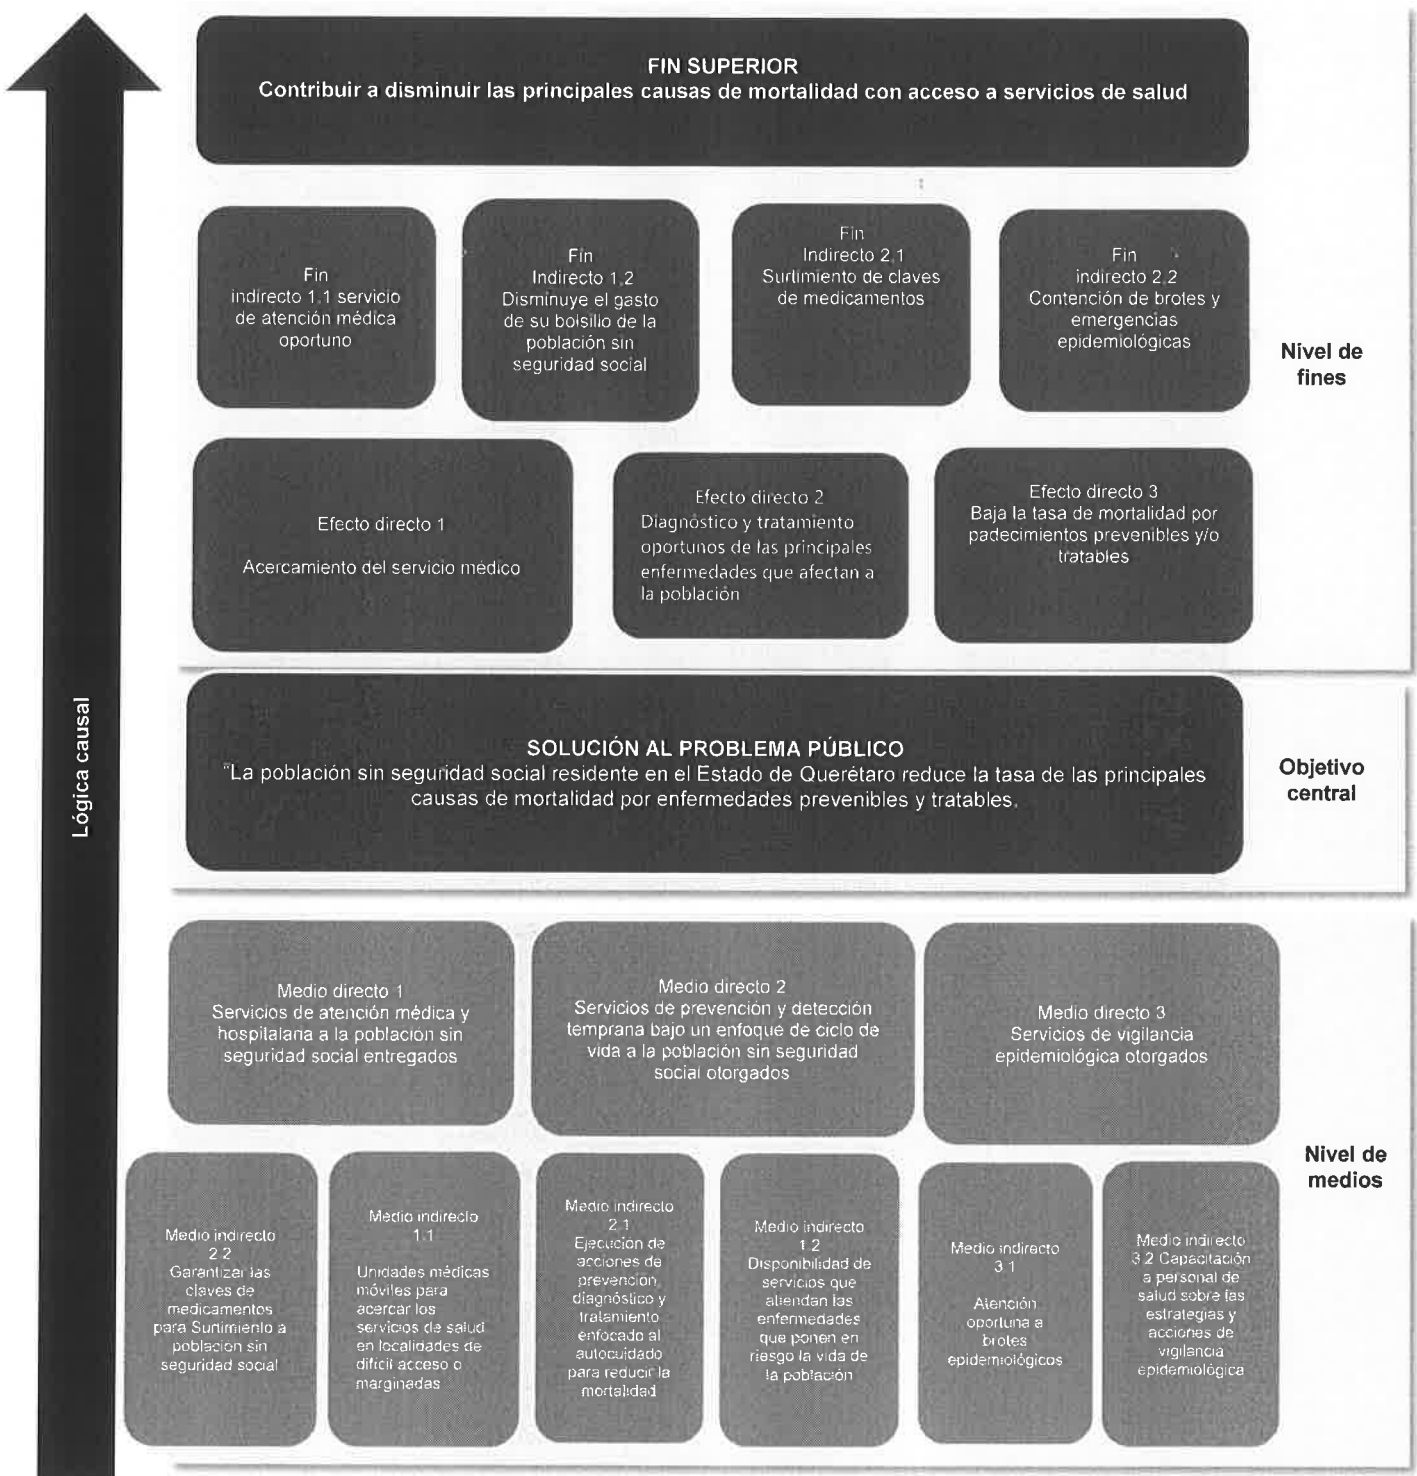 FIN SUPERIOR
Contribuir a disminuir las principales causas de mortalidad con acceso a servicios de salud
Fin
indirecto 1.1 servicio
de atención médica
oportuno
Fin
Indirecto 1.2
Disminuye el gasto
de su bolsillo de la
población sin
seguridad social
Fin
Indirecto 2.1
Surtimiento de claves
de medicamentos
Fin
indirecto 2.2
Contención de brotes y
emergencias
epidemiológicas
Nivel de
fines
Efecto directo 1
Acercamiento del servicio médico
Efecto directo 2
Diagnóstico y tratamiento
oportunos de las principales
enfermedades que afectan a
la población
Efecto directo 3
Baja la tasa de mortalidad por
padecimientos prevenibles y/o
tratables
Lógica causal
SOLUCIÓN AL PROBLEMA PÚBLICO
"La población sin seguridad social residente en el Estado de Querétaro reduce la tasa de las principales
causas de mortalidad por enfermedades prevenibles y tratables.
Objetivo
central
Medio directo 1
Servicios de atención médica y
hospitalaria a la población sin
seguridad social entregados
Medio directo 2
Servicios de prevención y detección
temprana bajo un enfoque de ciclo de
vida a la población sin seguridad
social otorgados
Medio directo 3
Servicios de vigilancia
epidemiológica otorgados
Nivel de
medios
Medio indirecto
2.2
Garantizar las
claves de
medicamentos
para Surtimiento a
población sin
seguridad social
Medio indirecto
1.1
Unidades médicas
móviles para
acercar los
servicios de salud
en localidades de
difícil acceso o
marginadas
Medio indirecto
2.1
Ejecución de
acciones de
prevención,
diagnóstico y
tratamiento
enfocado al
autocuidado
para reducir la
mortalidad
Medio indirecto
1.2
Disponibilidad de
servicios que
atiendan las
enfermedades
que ponen en
riesgo la vida de
la población
Medio indirecto
3.1
Atención
oportuna a
brotes
epidemiológicos
Medio indirecto
3.2 Capacitación
a personal de
salud sobre las
estrategias y
acciones de
vigilancia
epidemiológica